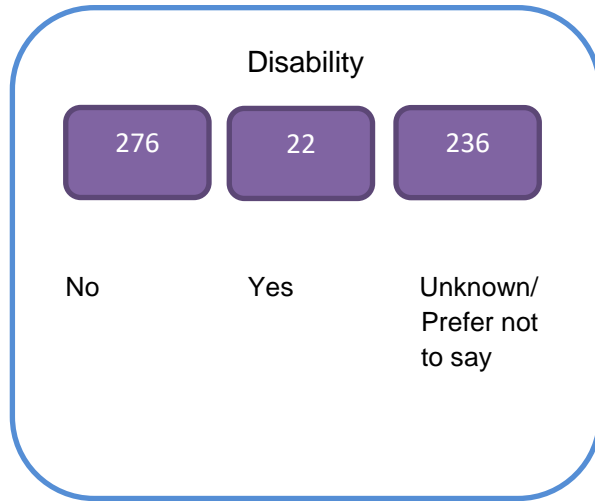 Disability
276 22 236
No Yes Unknown/
Prefer not
to say